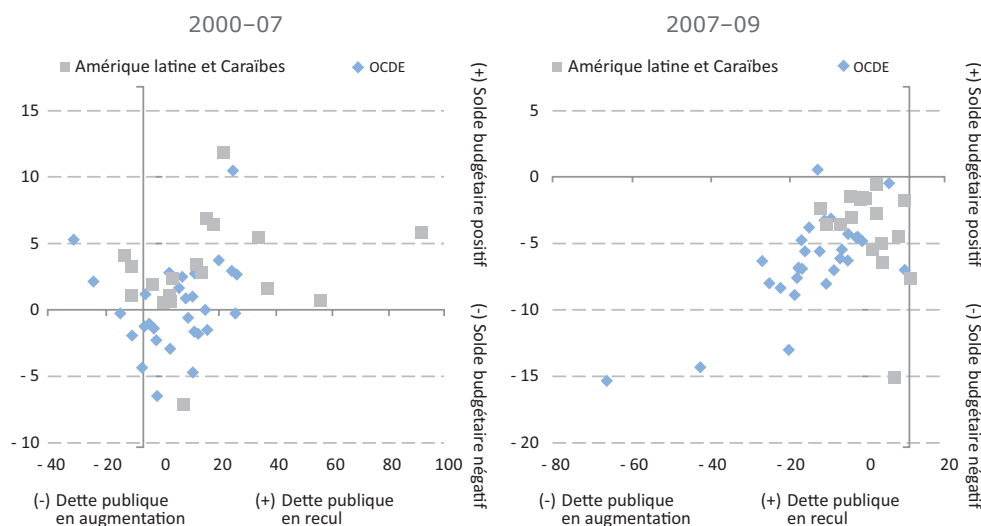 2000–07
Amérique latine et Caraïbes
OCDE
15
10
5
0
- 5
- 10
- 40
- 20
0
20
40
60
80
100
(-) Dette publique
en augmentation
(+) Dette publique
en recul
(+) Solde budgétaire positif
(-) Solde budgétaire négatif
2007–09
Amérique latine et Caraïbes
OCDE
5
0
- 5
- 10
- 15
- 20
- 80
- 60
- 40
- 20
0
20
(-) Dette publique
en augmentation
(+) Dette publique
en recul
(+) Solde budgétaire positif
(-) Solde budgétaire négatif